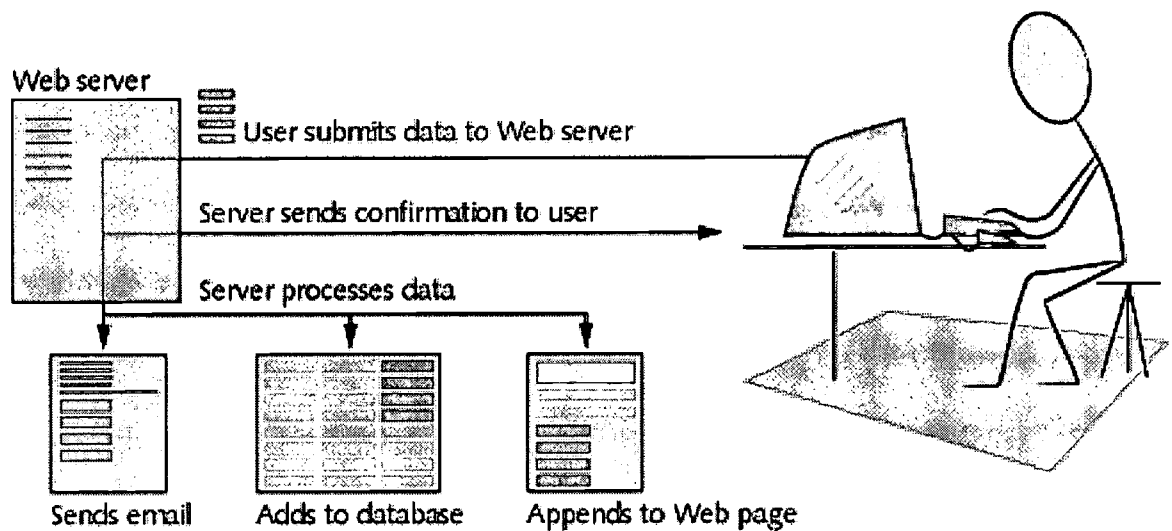 Web server
User submits data to Web server
Server sends confirmation to user
Server processes data
Sends email
Adds to database
Appends to Web page